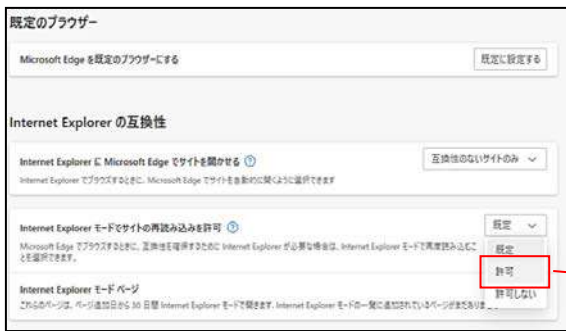 既定のブラウザー
Microsoft Edge を既定のブラウザーにする
既定に設定する
Internet Explorer の互換性
Internet Explorer に Microsoft Edge でサイトを開かせる
互換性のないサイトのみ
Internet Explorer でブラウズするときに、Microsoft Edge でサイトを自動的に開くように選択できます
Internet Explorer モードでサイトの再読み込みを許可
既定
Microsoft Edge でブラウズするときに、互換性を確保するために Internet Explorer が必要な場合は、Internet Explorer モードで再度読み込むこ
とを選択できます。
既定
許可
許可しない
Internet Explorer モード ページ
これらのページは、ページ追加日から 30 日間 Internet Explorer モードで開きます。Internet Explorer モードの一覧に追加されているページがまだありま